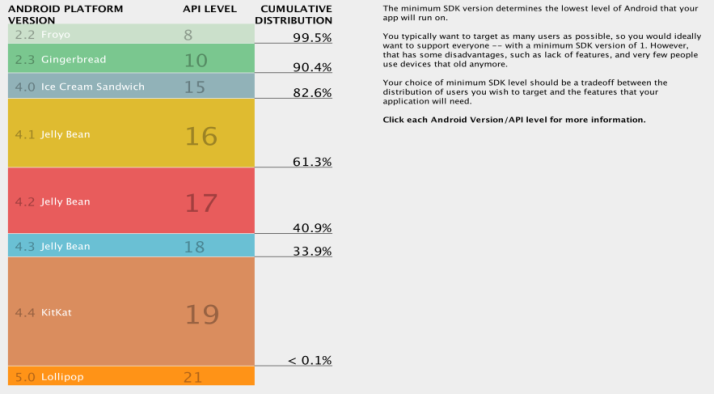 ANDROID PLATFORM VERSION API LEVEL CUMULATIVE DISTRIBUTION
2.2 Froyo 8 99.5%
2.3 Gingerbread 10 90.4%
4.0 Ice Cream Sandwich 15 82.6%
4.1 Jelly Bean 16 61.3%
4.2 Jelly Bean 17 40.9%
4.3 Jelly Bean 18 33.9%
4.4 KitKat 19 < 0.1%
5.0 Lollipop 21
The minimum SDK version determines the lowest level of Android that your
app will run on.
You typically want to target as many users as possible, so you would ideally
want to support everyone -- with a minimum SDK version of 1. However,
that has some disadvantages, such as lack of features, and very few people
use devices that old anymore.
Your choice of minimum SDK level should be a tradeoff between the
distribution of users you wish to target and the features that your
application will need.
Click each Android Version/API level for more information.